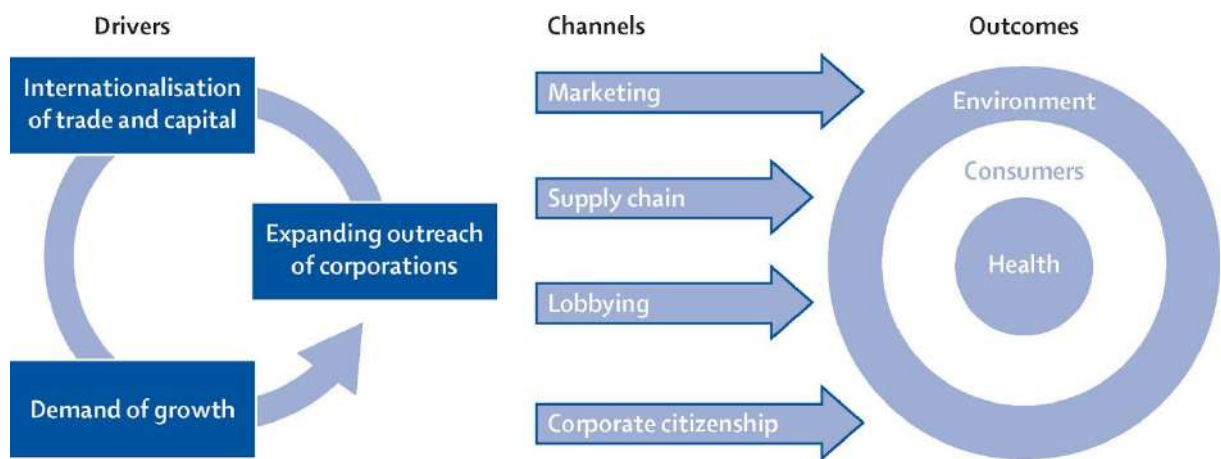 Drivers
Internationalisation
of trade and capital
Expanding outreach
of corporations
Demand of growth
Channels
Marketing
Supply chain
Lobbying
Corporate citizenship
Outcomes
Environment
Consumers
Health